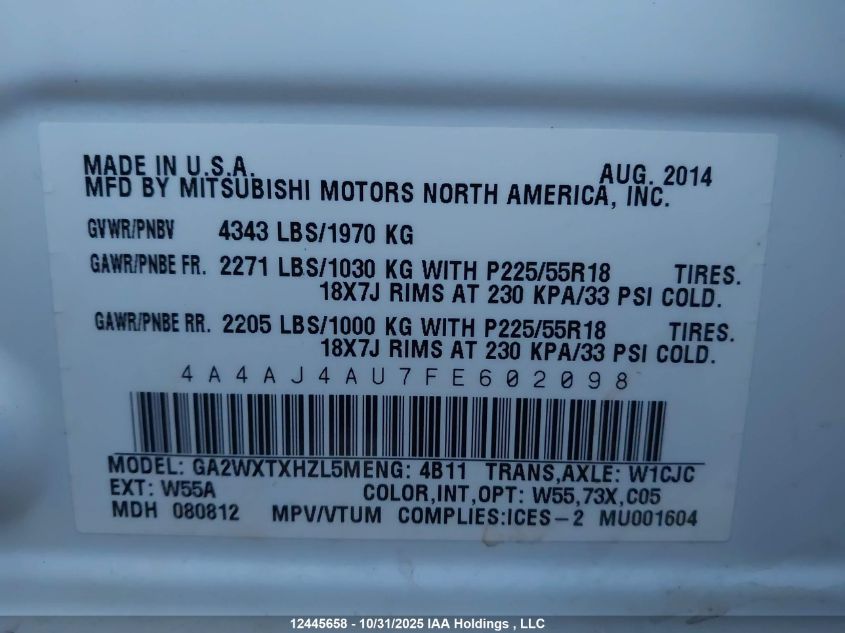 MADE IN U.S.A. AUG. 2014
MFD BY MITSUBISHI MOTORS NORTH AMERICA, INC.
GVWR/PNBV 4343 LBS/1970 KG
GAWR/PNBE FR. 2271 LBS/1030 KG WITH P225/55R18 TIRES.
18X7J RIMS AT 230 KPA/33 PSI COLD.
GAWR/PNBE RR. 2205 LBS/1000 KG WITH P225/55R18 TIRES.
18X7J RIMS AT 230 KPA/33 PSI COLD.
4A4AJ4AU7FE602098
MODEL: GA2WXTXHZL5MENG: 4B11 TRANS,AXLE: W1CJC
EXT: W55A COLOR,INT,OPT: W55,73X,C05
MDH 080812 MPV/VTUM COMPLIES:ICES-2 MU001604
12445658 - 10/31/2025 IAA Holdings , LLC